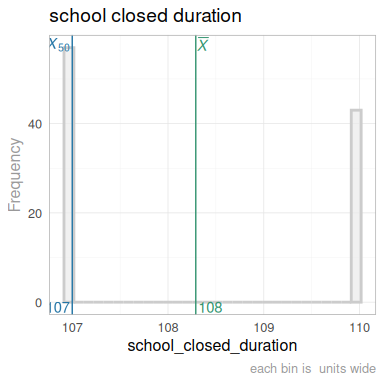 school closed duration
X50
X̅
40
20
0
Frequency
107
108
107
108
109
110
school_closed_duration
each bin is  units wide